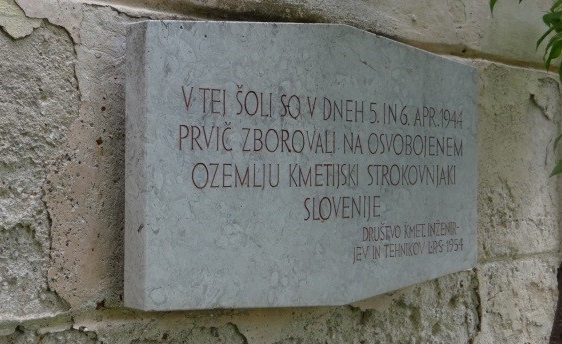 V TEJ ŠOLI SO V DNEH 5. IN 6. APR. 1944
PRVIČ ZBOROVALI NA OSVOBOJENEM
OZEMLJU KMETIJSKI STROKOVNJAKI
SLOVENIJE
DRUŠTVO KMET. INŽENIR-
JEV IN TEHNIKOV LRS 1954